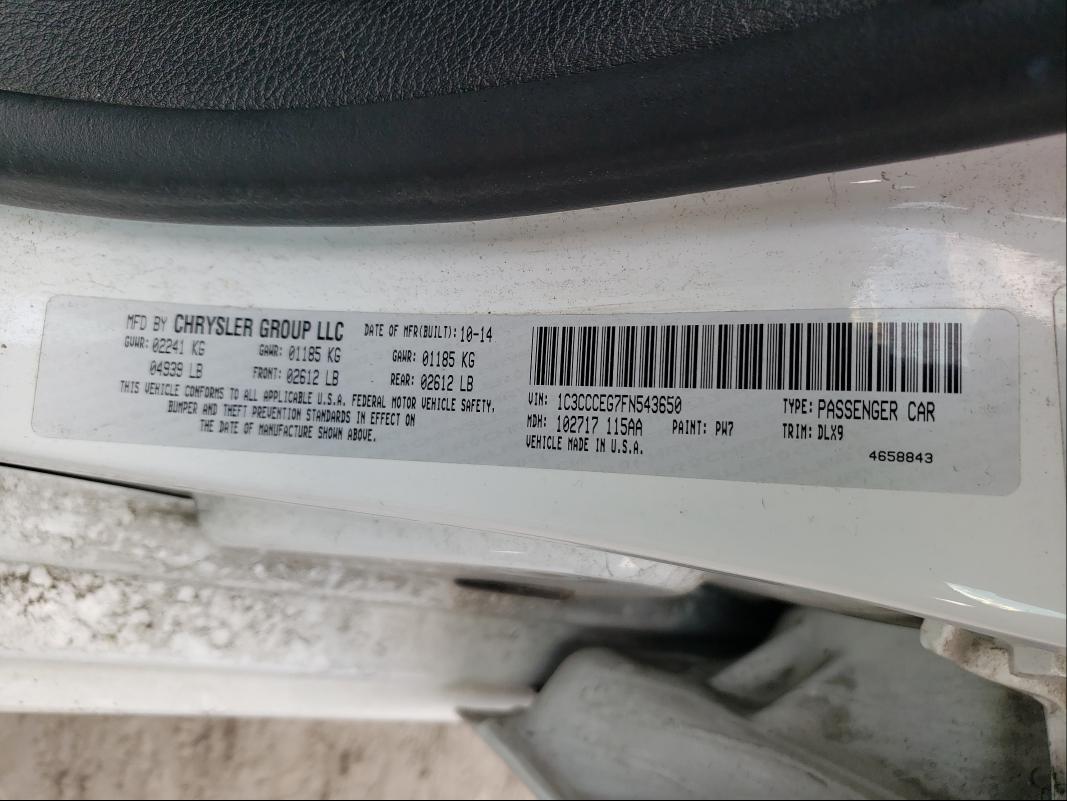 MFD BY CHRYSLER GROUP LLC DATE OF MFR(BUILT): 10-14
GVWR: 02241 KG GAWR: 01185 KG GAWR: 01185 KG
04939 LB FRONT: 02612 LB REAR: 02612 LB
THIS VEHICLE CONFORMS TO ALL APPLICABLE U.S.A. FEDERAL MOTOR VEHICLE SAFETY,
BUMPER AND THEFT PREVENTION STANDARDS IN EFFECT ON
THE DATE OF MANUFACTURE SHOWN ABOVE.
VIN: 1C3CCCEG7FN543650 TYPE: PASSENGER CAR
MDH: 102717 115AA PAINT: PW7 TRIM: DLX9
VEHICLE MADE IN U.S.A.
4658843